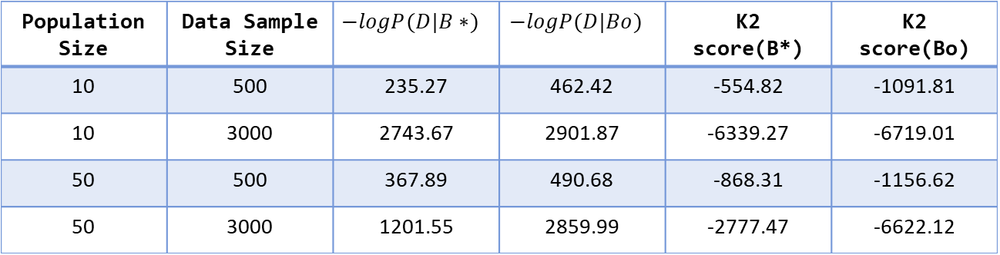 Population Size | Data Sample Size | −logP(D|B ∗) | −logP(D|Bo) | K2 score(B*) | K2 score(Bo)
10 | 500 | 235.27 | 462.42 | -554.82 | -1091.81
10 | 3000 | 2743.67 | 2901.87 | -6339.27 | -6719.01
50 | 500 | 367.89 | 490.68 | -868.31 | -1156.62
50 | 3000 | 1201.55 | 2859.99 | -2777.47 | -6622.12